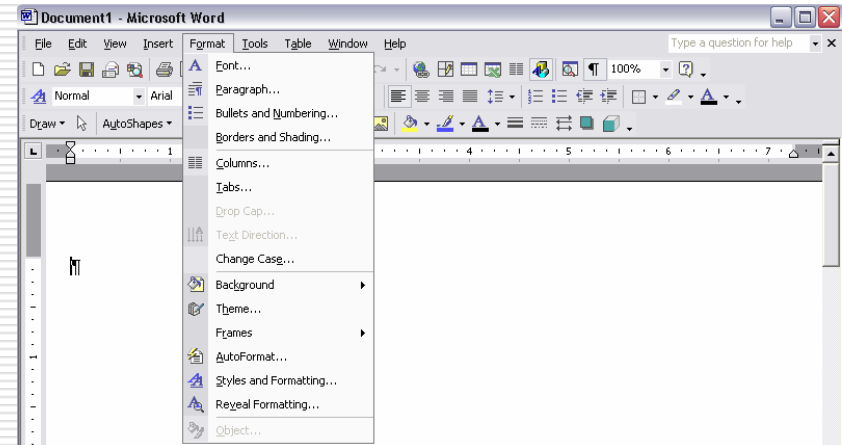 Document1 - Microsoft Word
File Edit View Insert Format Tools Table Window Help Type a question for help
100%
Normal Arial
Draw AutoShapes
1 4 5 6 7
Font...
Paragraph...
Bullets and Numbering...
Borders and Shading...
Columns...
Tabs...
Drop Cap...
Text Direction...
Change Case...
Background
Theme...
Frames
AutoFormat...
Styles and Formatting...
Reveal Formatting...
Object...
¶
1